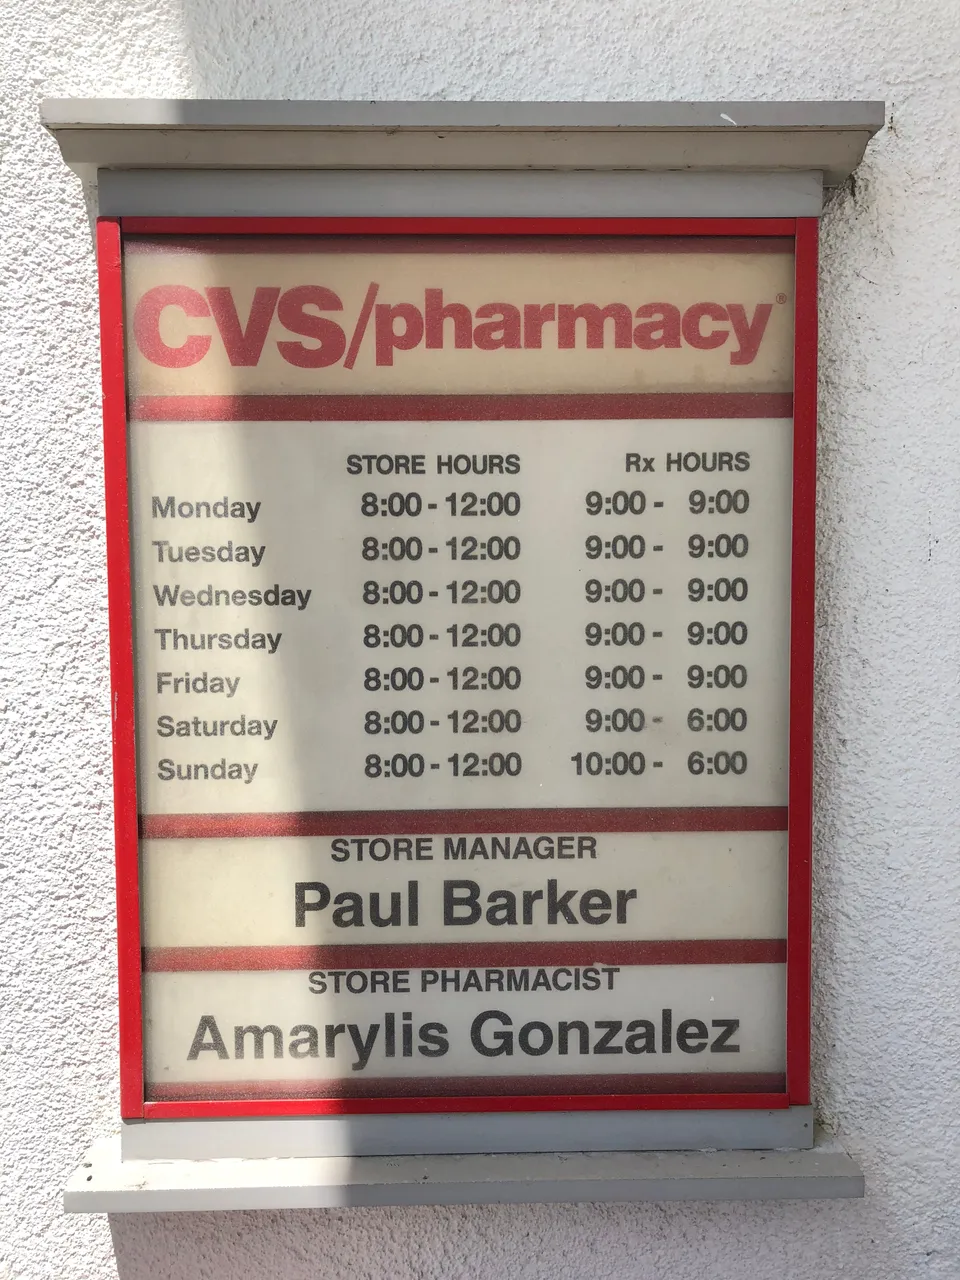 CVS/pharmacy®
STORE HOURS Rx HOURS
Monday 8:00 - 12:00 9:00 - 9:00
Tuesday 8:00 - 12:00 9:00 - 9:00
Wednesday 8:00 - 12:00 9:00 - 9:00
Thursday 8:00 - 12:00 9:00 - 9:00
Friday 8:00 - 12:00 9:00 - 9:00
Saturday 8:00 - 12:00 9:00 - 6:00
Sunday 8:00 - 12:00 10:00 - 6:00
STORE MANAGER
Paul Barker
STORE PHARMACIST
Amarylis Gonzalez